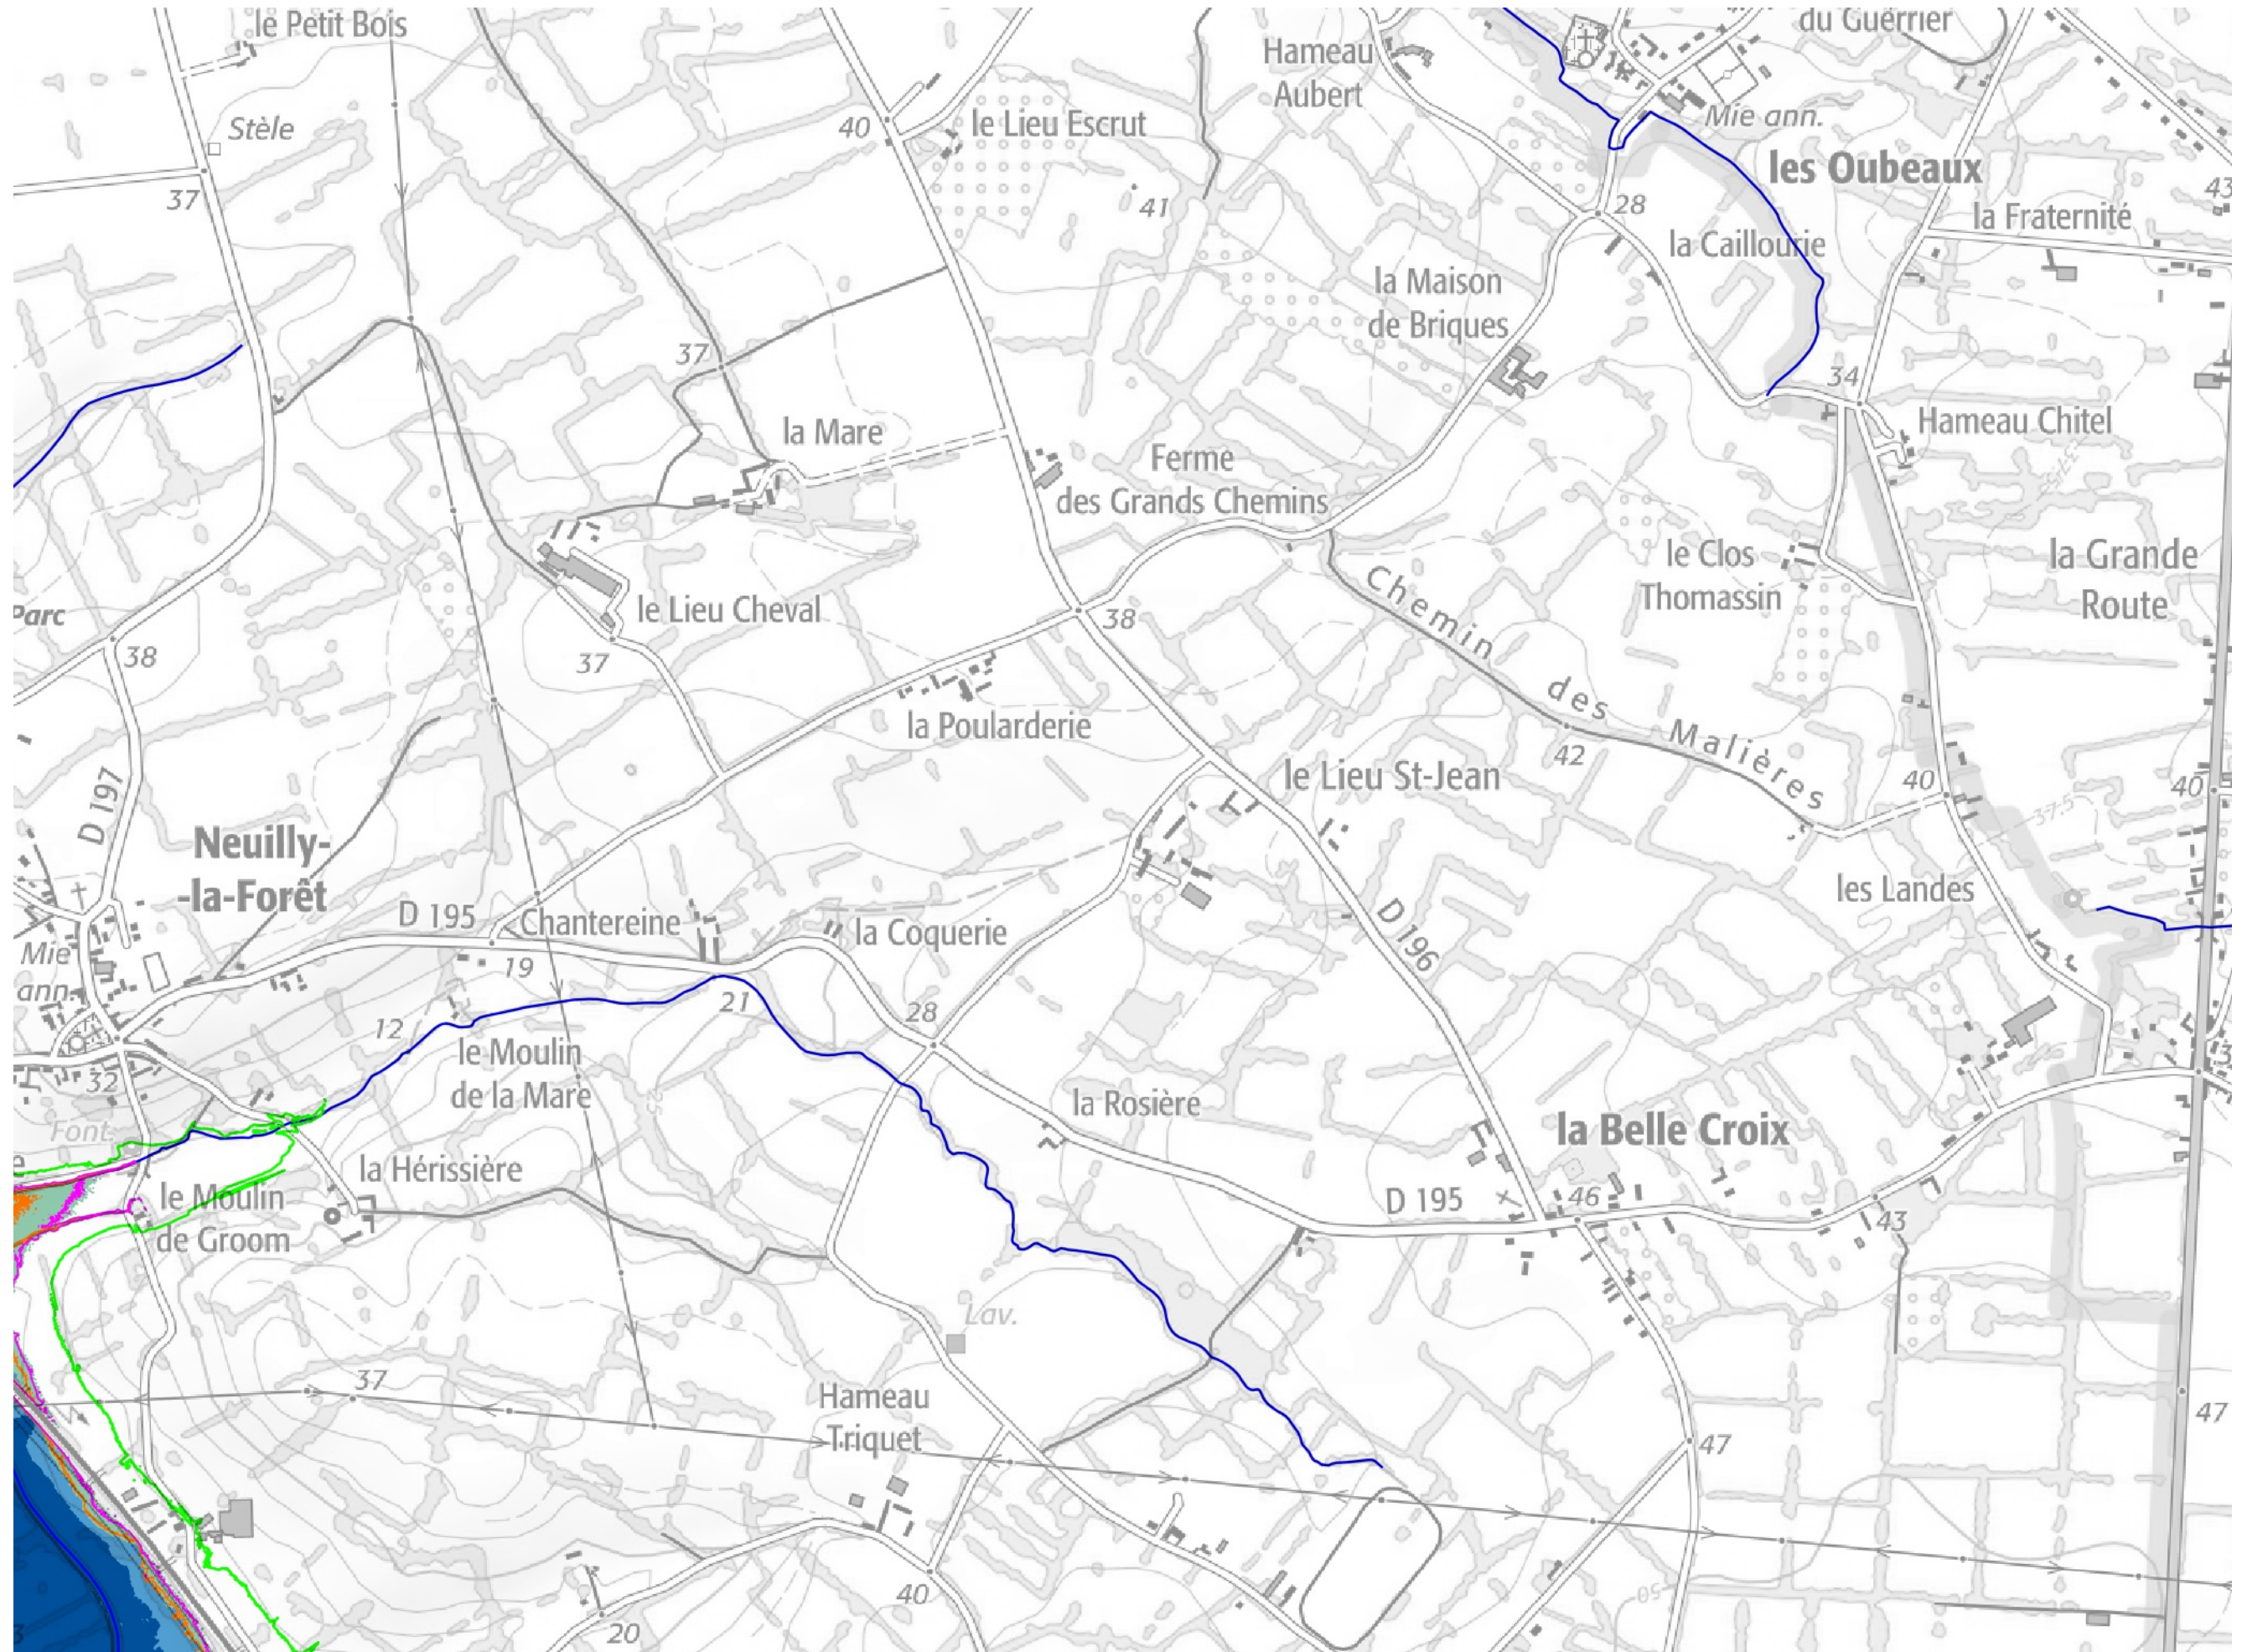 le Petit Bois
du Guerrier
Hameau
Aubert
Stèle
40
le Lieu Escrut
Mie ann.
les Oubeaux
37
41
28
43
la Fraternité
la Caillourie
la Maison
de Briques
37
34
la Mare
Hameau Chitel
Ferme
des Grands Chemins
le Clos
Thomassin
la Grande
Route
Parc
le Lieu Cheval
38
Chemin des Malières
38
37
la Poularderie
42
le Lieu St-Jean
40
40
D 197
37.5
Neuilly-
-la-Forêt
les Landes
D 195
Chantereine
la Coquerie
D 196
Mie
ann.
19
21
28
12
le Moulin
de la Mare
25
32
la Rosière
la Belle Croix
Font.
la Hérissière
le Moulin
de Groom
D 195
46
43
Lav.
37
Hameau
Triquet
47
47
40
50
20